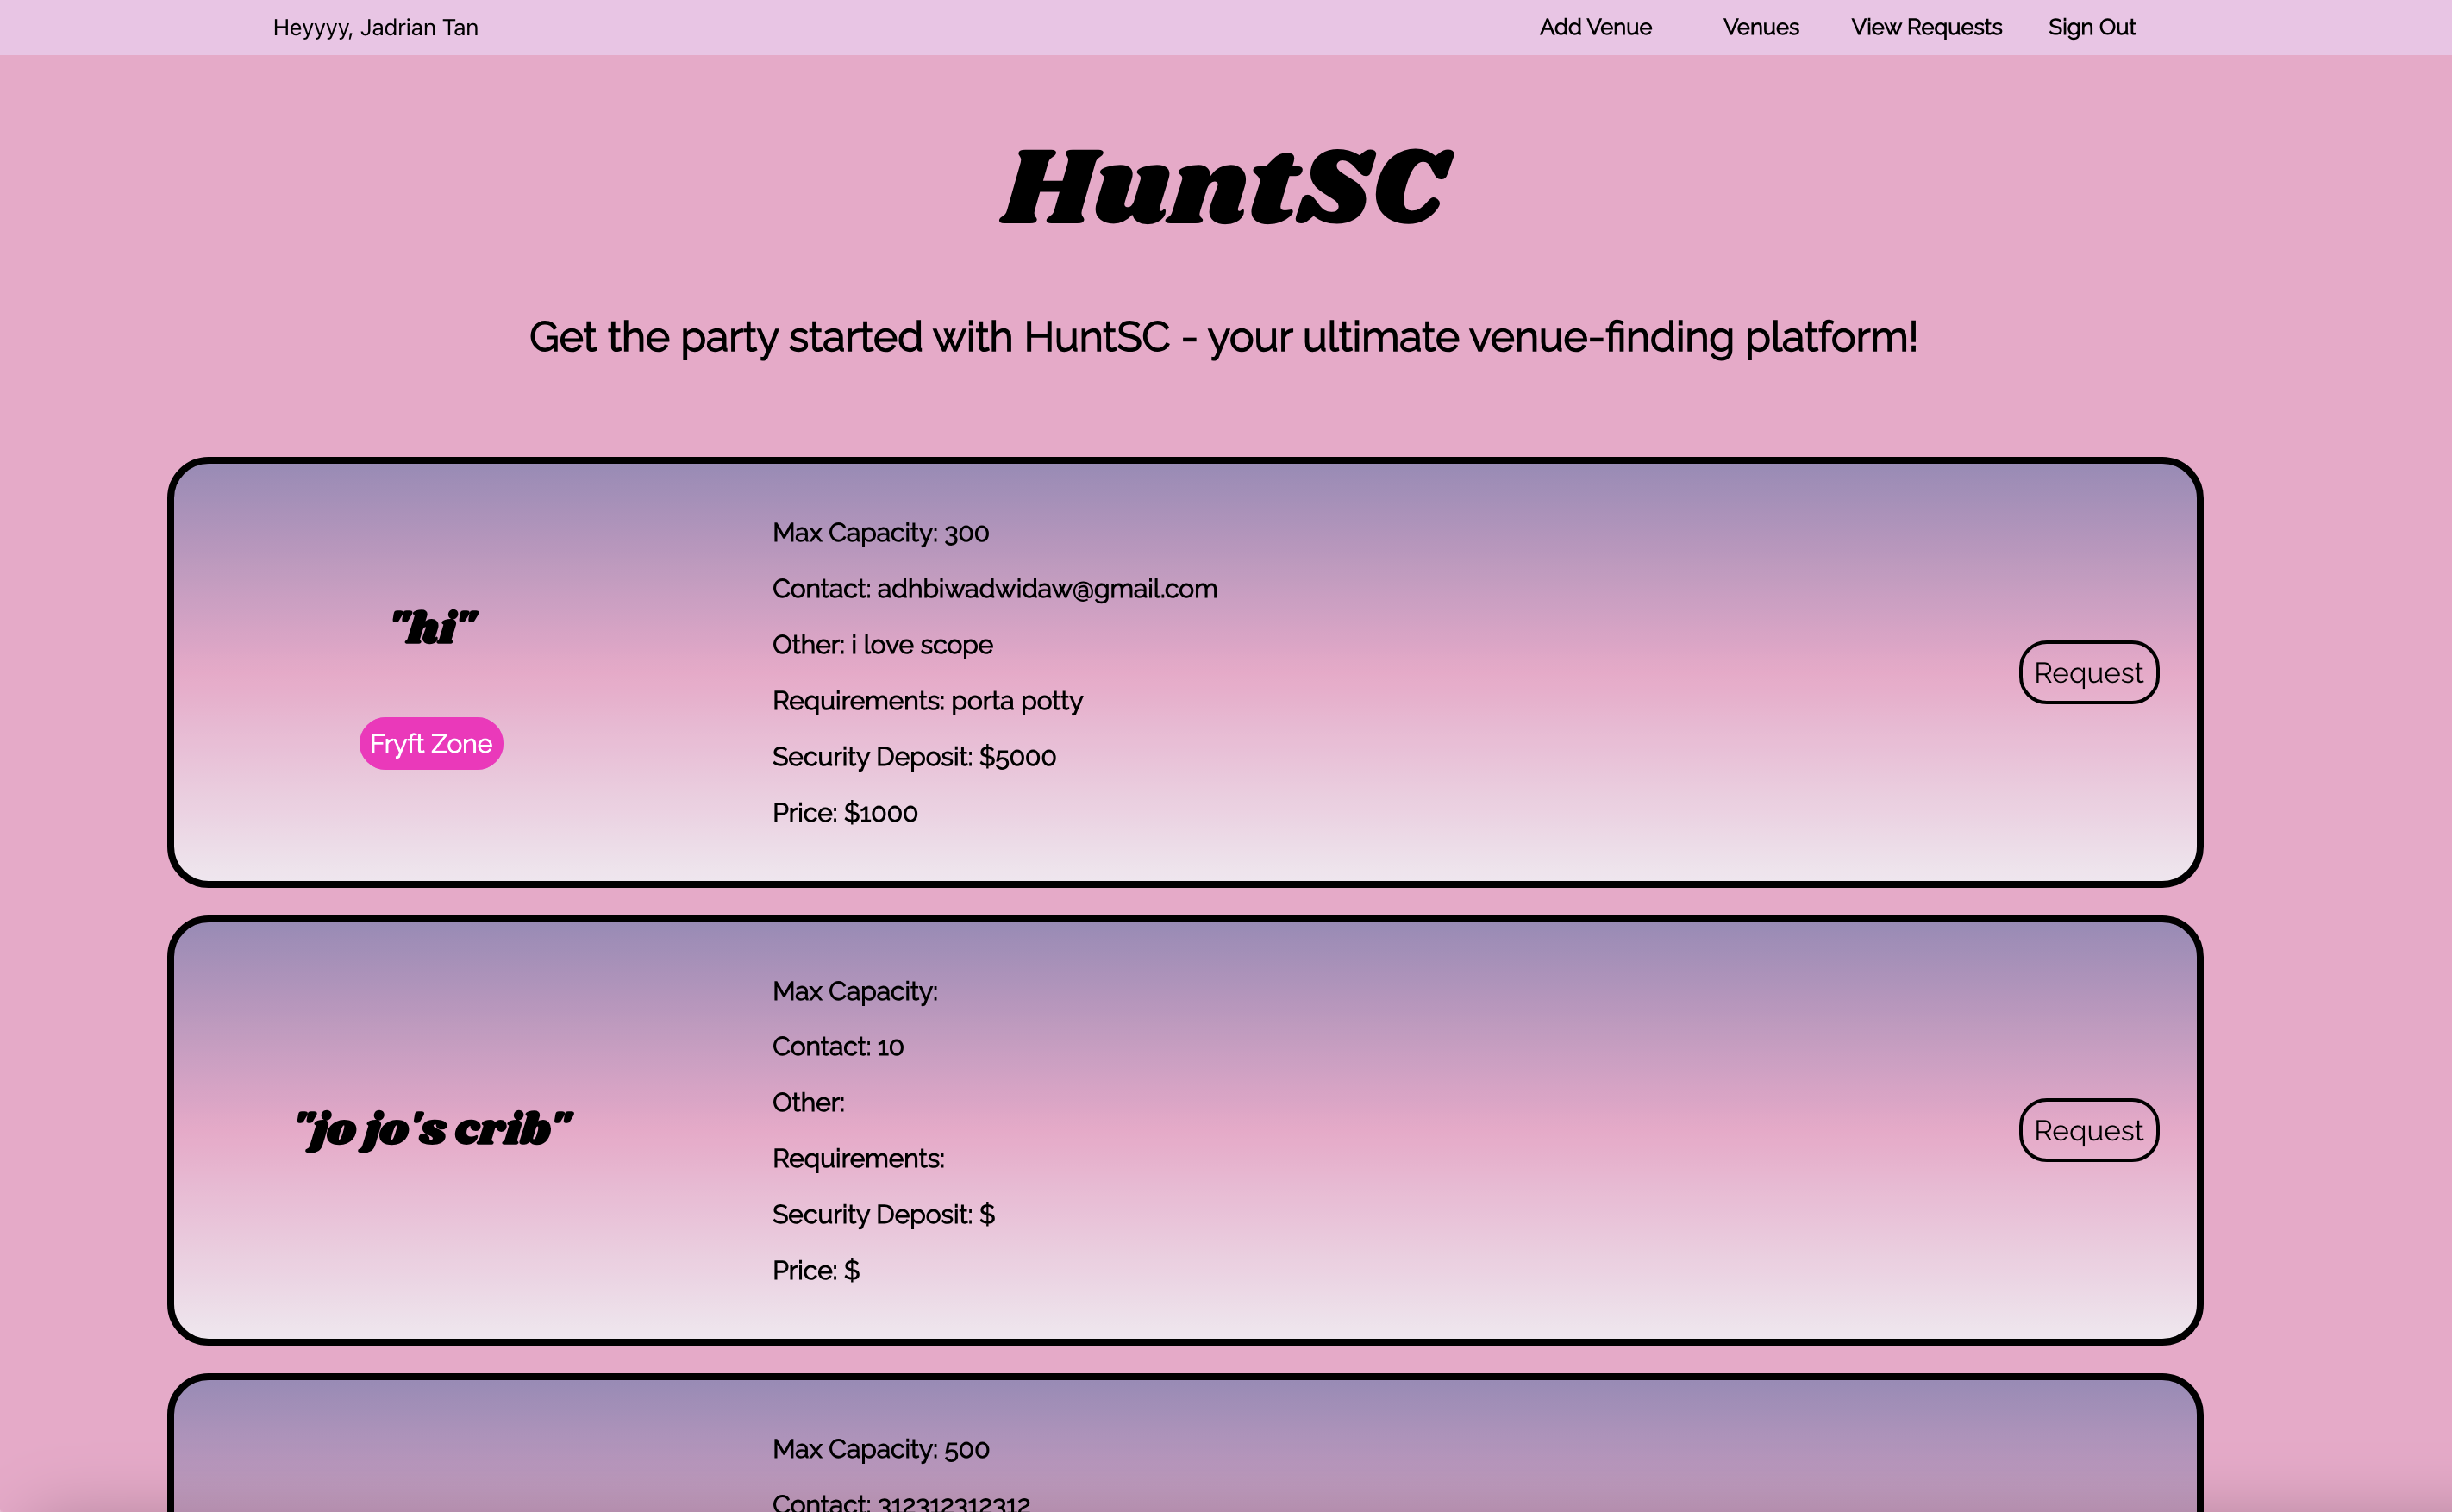 Heyyyy, Jadrian Tan
Add Venue Venues View Requests Sign Out
HuntSC
Get the party started with HuntSC - your ultimate venue-finding platform!
"hi"
Fryft Zone
Max Capacity: 300
Contact: adhbiwadwidaw@gmail.com
Other: i love scope
Requirements: porta potty
Security Deposit: $5000
Price: $1000
Request
"jo jo's crib"
Max Capacity:
Contact: 10
Other:
Requirements:
Security Deposit: $
Price: $
Request
Max Capacity: 500
Contact: 312312312312